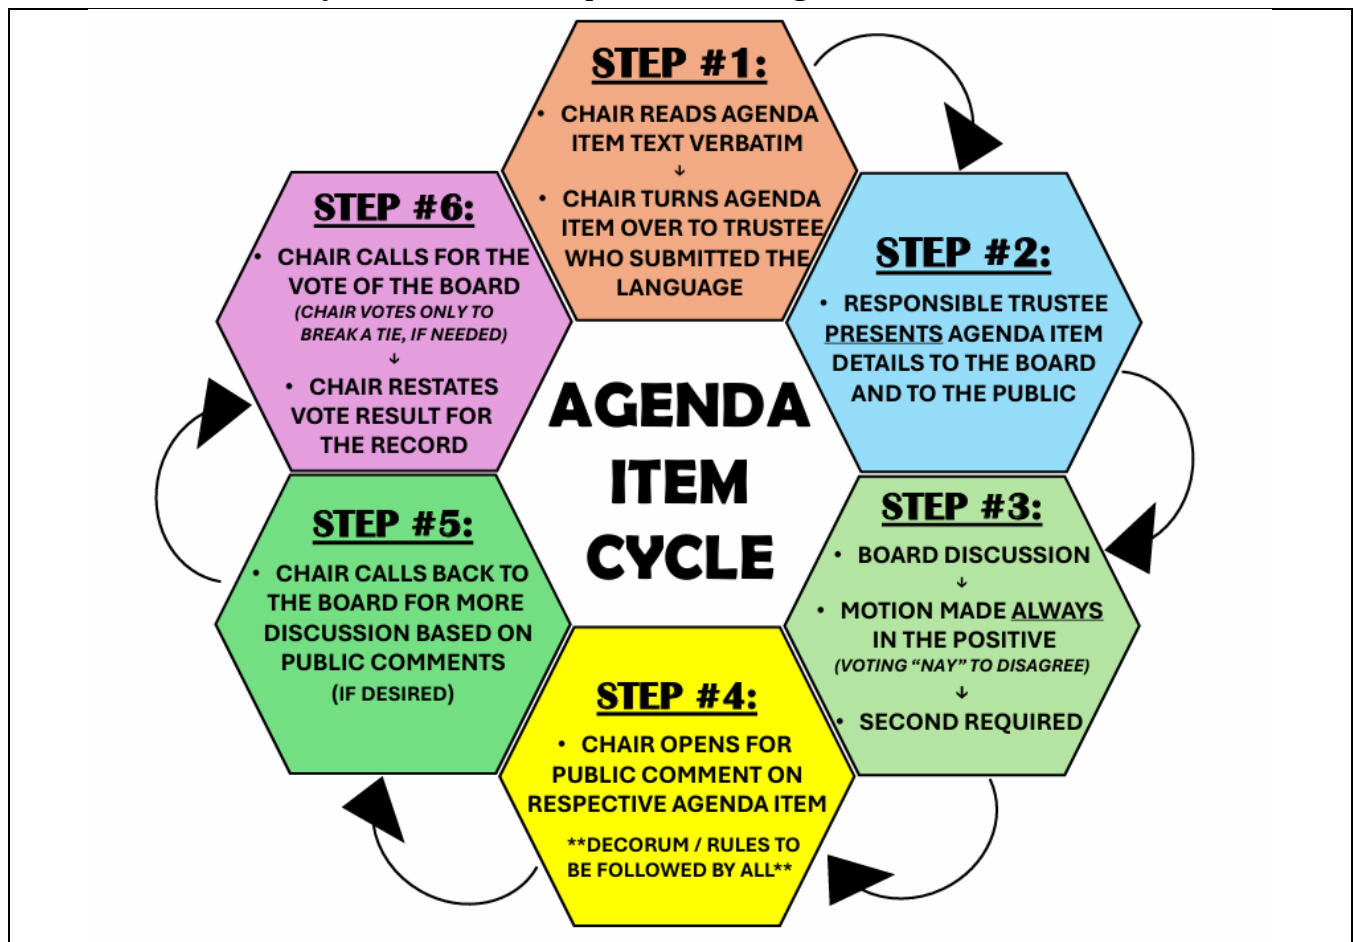 STEP #1:
• CHAIR READS AGENDA
ITEM TEXT VERBATIM
↓
• CHAIR TURNS AGENDA
ITEM OVER TO TRUSTEE
WHO SUBMITTED THE
LANGUAGE
STEP #2:
• RESPONSIBLE TRUSTEE
PRESENTS AGENDA ITEM
DETAILS TO THE BOARD
AND TO THE PUBLIC
STEP #3:
• BOARD DISCUSSION
↓
• MOTION MADE ALWAYS
IN THE POSITIVE
(VOTING “NAY” TO DISAGREE)
↓
• SECOND REQUIRED
STEP #4:
• CHAIR OPENS FOR
PUBLIC COMMENT ON
RESPECTIVE AGENDA ITEM
**DECORUM / RULES TO
BE FOLLOWED BY ALL**
STEP #5:
• CHAIR CALLS BACK TO
THE BOARD FOR MORE
DISCUSSION BASED ON
PUBLIC COMMENTS
(IF DESIRED)
STEP #6:
• CHAIR CALLS FOR THE
VOTE OF THE BOARD
(CHAIR VOTES ONLY TO
BREAK A TIE, IF NEEDED)
↓
• CHAIR RESTATES
VOTE RESULT FOR
THE RECORD
AGENDA
ITEM
CYCLE